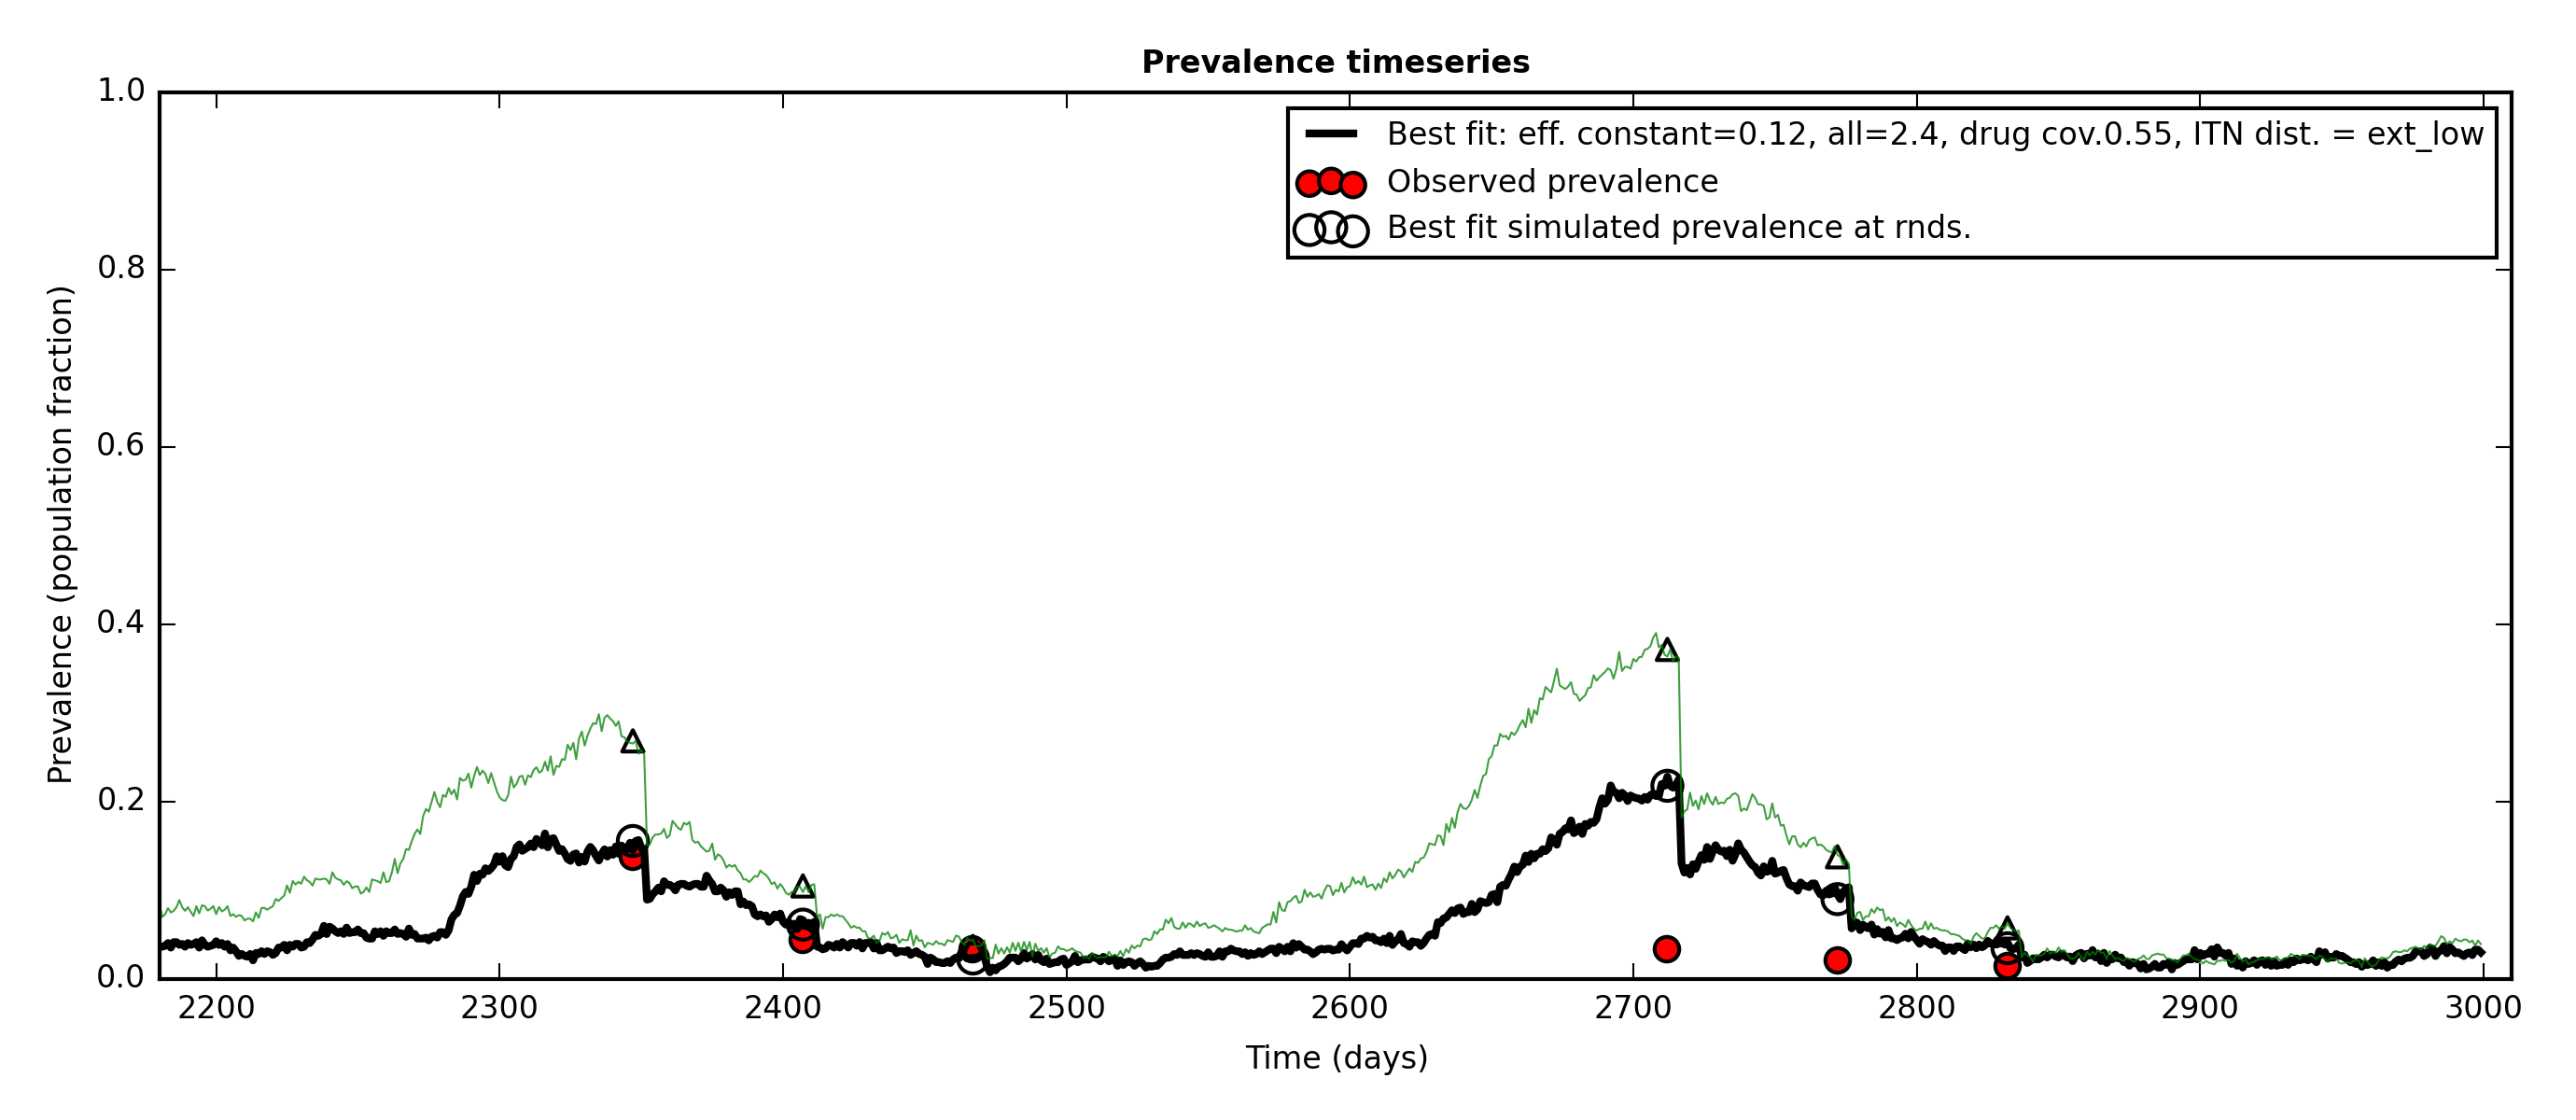 Prevalence timeseries
1.0
0.8
0.6
0.4
0.2
0.0
Prevalence (population fraction)
Best fit: eff. constant=0.12, all=2.4, drug cov.0.55, ITN dist. = ext_low
Observed prevalence
Best fit simulated prevalence at rnds.
2200 2300 2400 2500 2600 2700 2800 2900 3000
Time (days)